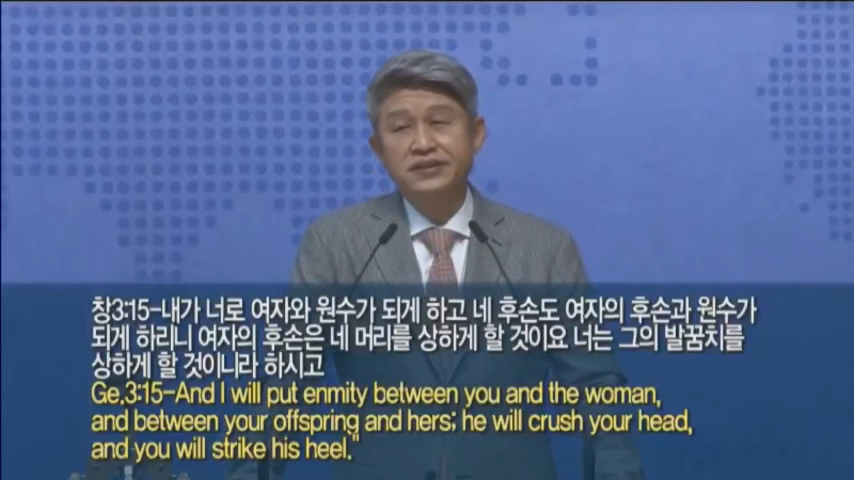 창3:15-내가 너로 여자와 원수가 되게 하고 네 후손도 여자의 후손과 원수가
되게 하리니 여자의 후손은 네 머리를 상하게 할 것이요 너는 그의 발꿈치를
상하게 할 것이니라 하시고
Ge.3:15-And I will put enmity between you and the woman,
and between your offspring and hers; he will crush your head,
and you will strike his heel."